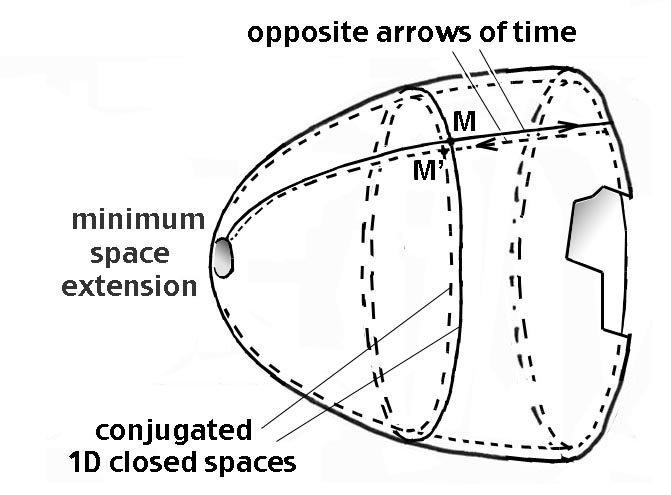 opposite arrows of time
M
M'
minimum
space
extension
conjugated
1D closed spaces